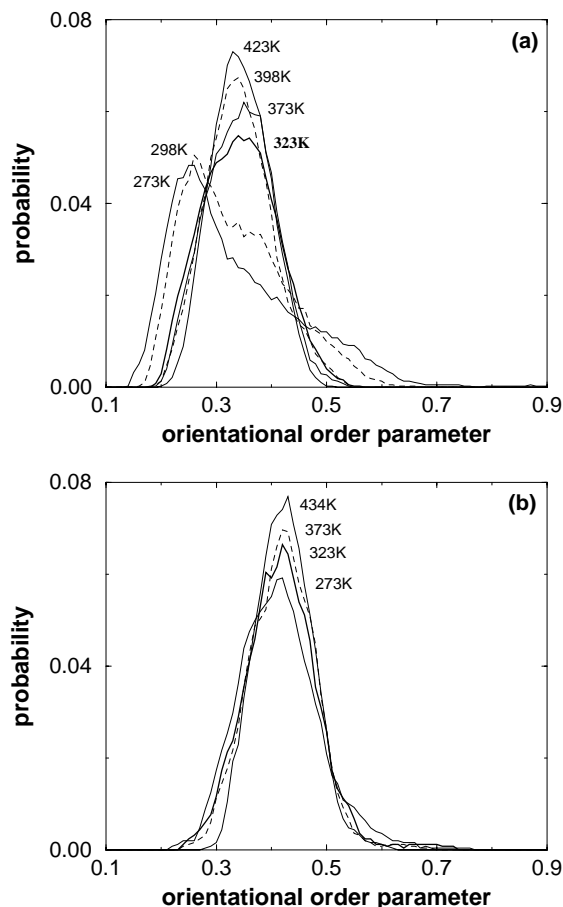 0.08
(a)
423K
398K
373K
323K
298K
273K
0.04
probability
0.00
0.1 0.3 0.5 0.7 0.9
orientational order parameter
0.08
(b)
434K
373K
323K
273K
0.04
probability
0.00
0.1 0.3 0.5 0.7 0.9
orientational order parameter